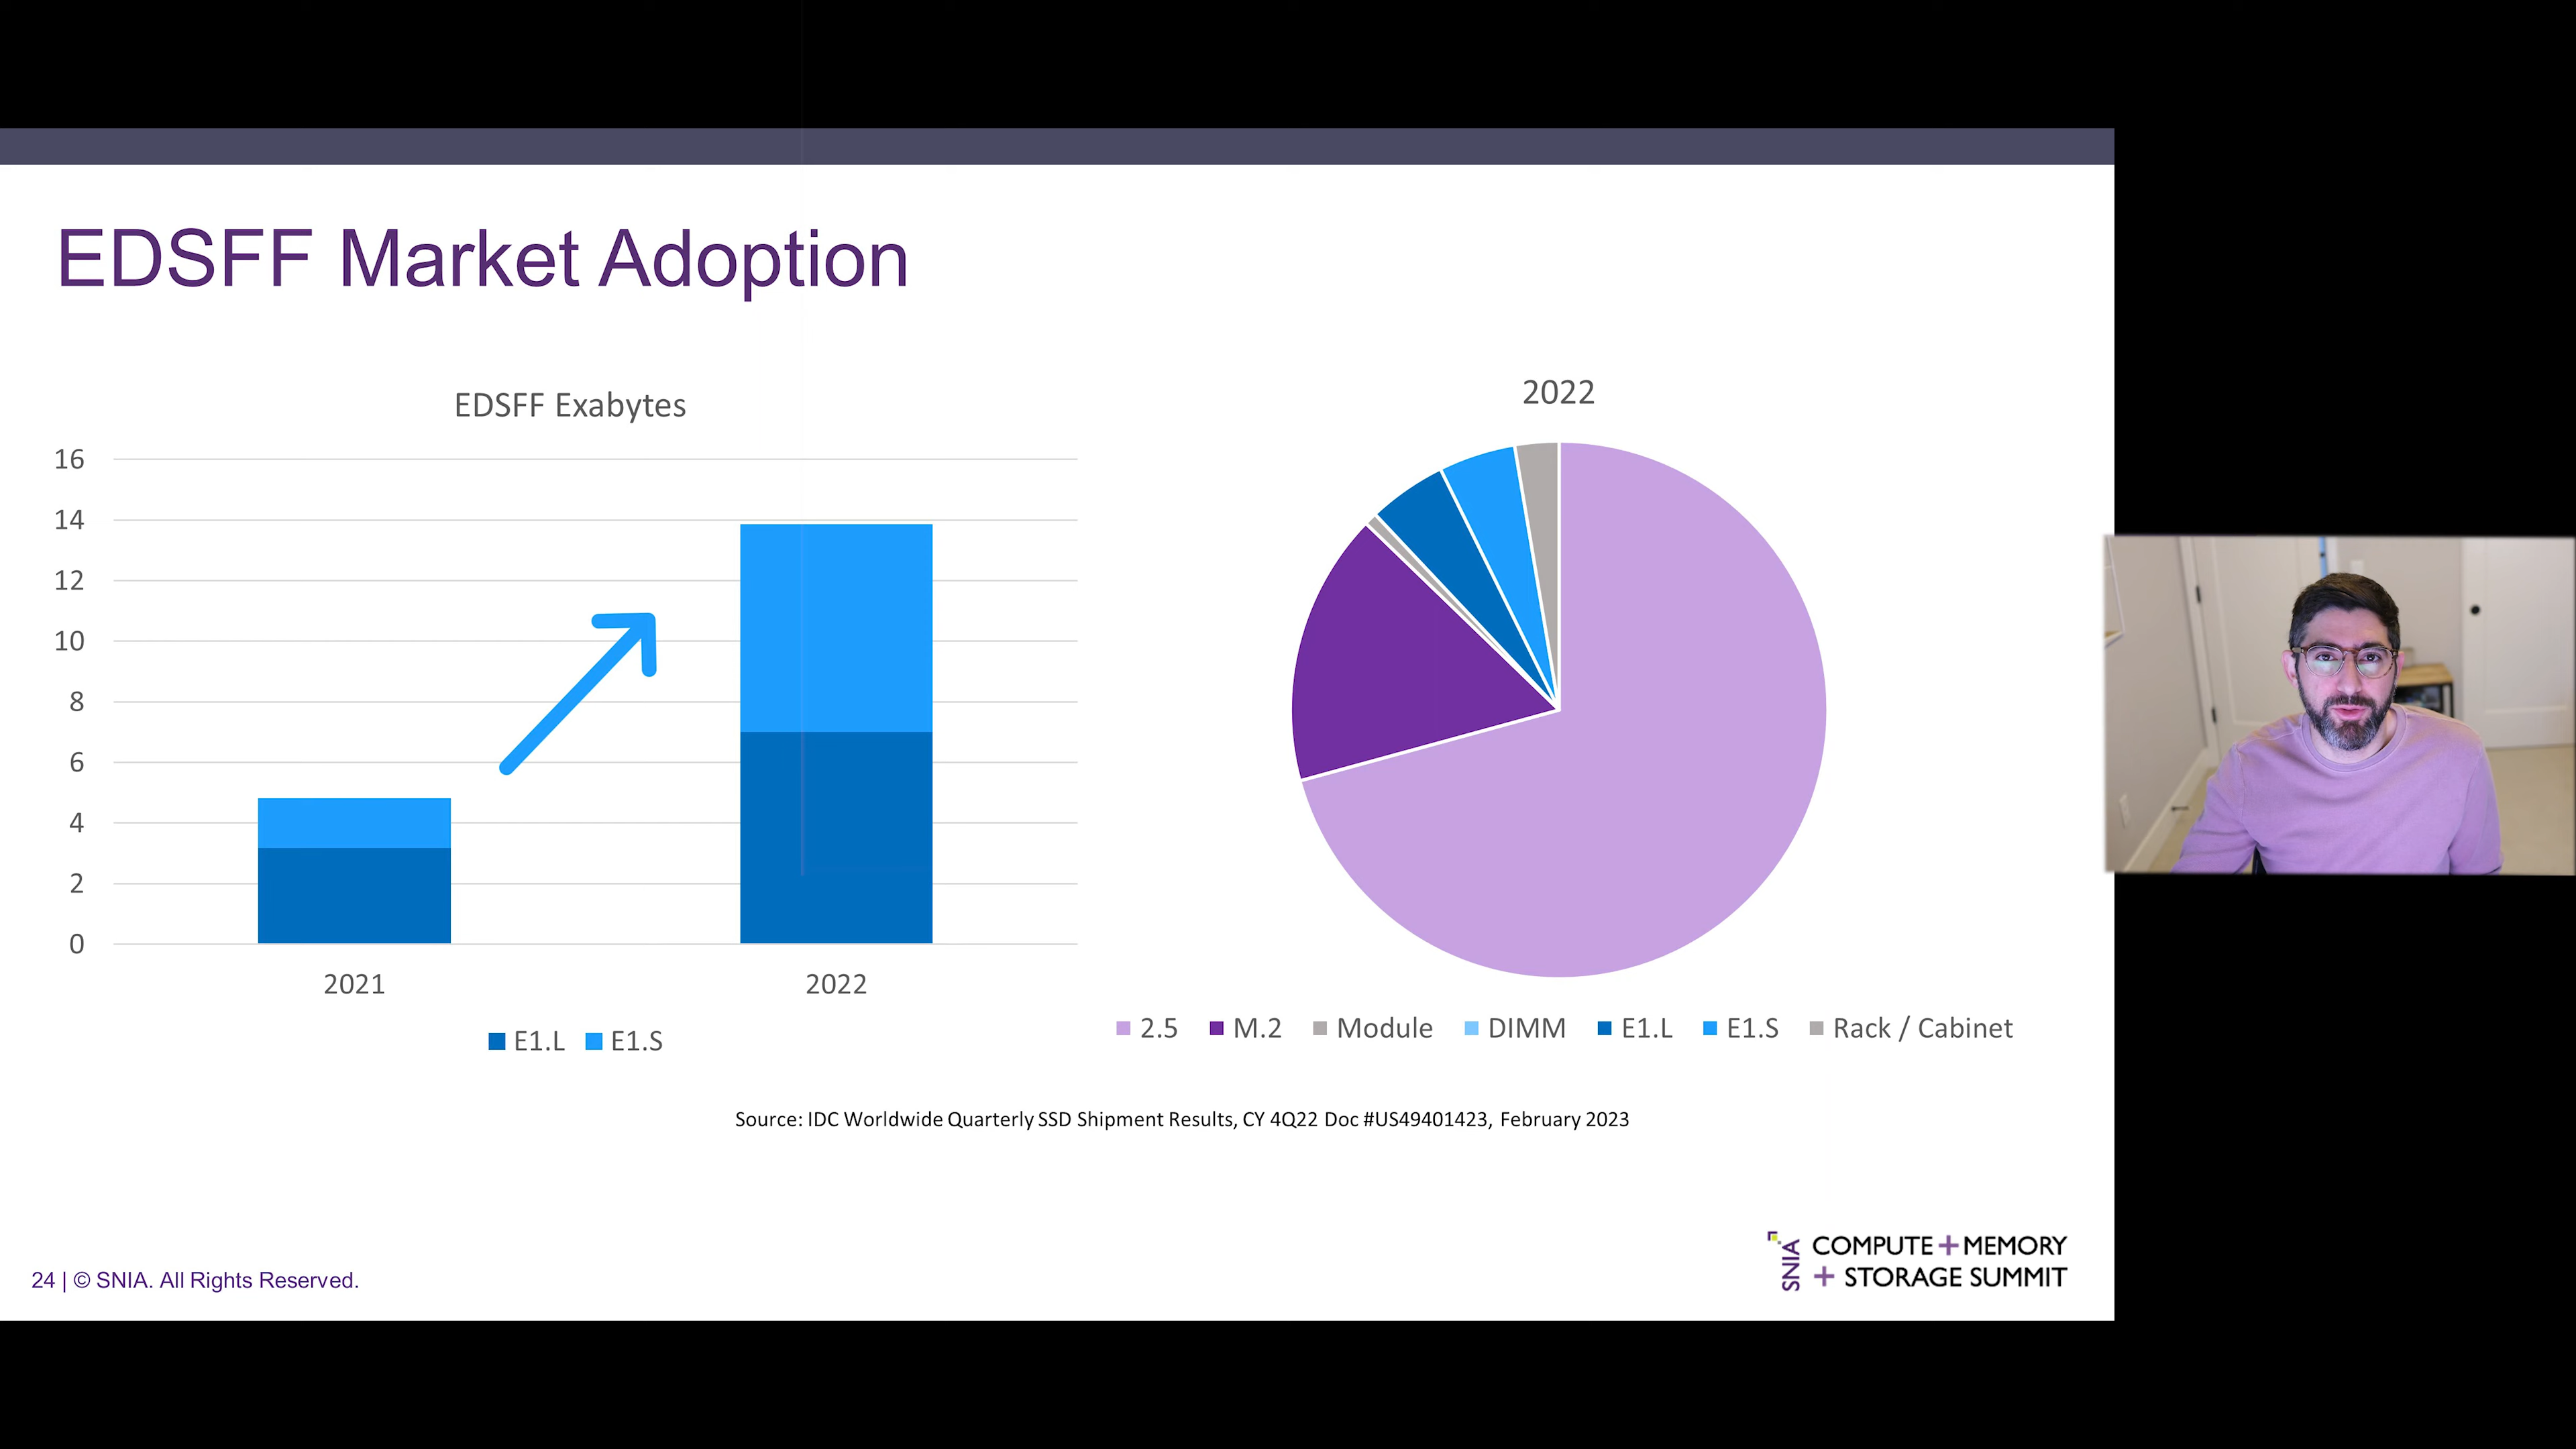 EDSFF Market Adoption
EDSFF Exabytes
16
14
12
10
8
6
4
2
0
2021
2022
E1.L
E1.S
2022
2.5
M.2
Module
DIMM
E1.L
E1.S
Rack / Cabinet
Source: IDC Worldwide Quarterly SSD Shipment Results, CY 4Q22 Doc #US49401423, February 2023
24 | © SNIA. All Rights Reserved.
SNIA
COMPUTE+MEMORY
+ STORAGE SUMMIT